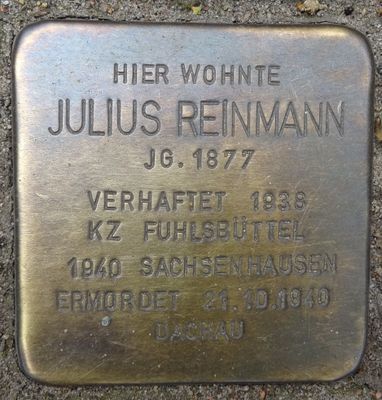 HIER WOHNTE
JULIUS REINMANN
JG. 1877
VERHAFTET 1938
KZ FUHLSBÜTTEL
1940 SACHSENHAUSEN
ERMORDET 21.10.1940
DACHAU